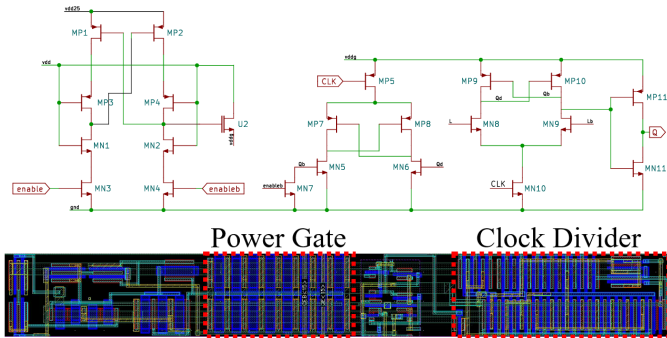 vdd25
MP1
MP2
vdd
MP3
MP4
U2
vddg
MN1
MN2
enable
MN3
MN4
enableb
gnd
vddg
CLK
MP5
MP9
MP10
MP11
Qd
Qb
MP7
MP8
L
MN8
MN9
Lb
Q
Qb
MN5
MN6
Qd
MN11
enableb
MN7
CLK
MN10
Power Gate
Clock Divider